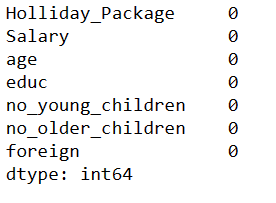 Holliday_Package 0
Salary 0
age 0
educ 0
no_young_children 0
no_older_children 0
foreign 0
dtype: int64